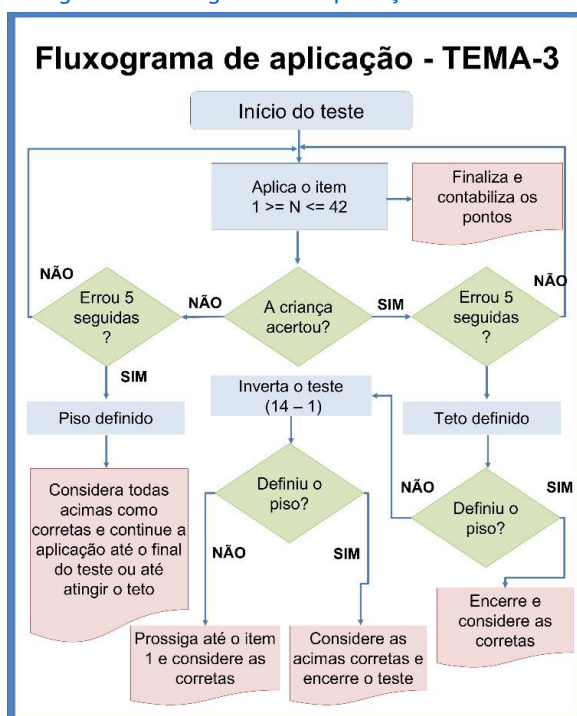 Fluxograma de aplicação - TEMA-3
Início do teste
Aplica o item
1 >= N <= 42
Finaliza e
contabiliza os
pontos
NÃO
NÃO
Errou 5
seguidas
?
NÃO
A criança
acertou?
SIM
Errou 5
seguidas
?
SIM
Piso definido
Inverta o teste
(14 – 1)
Teto definido
Considera todas
acimas como
corretas e continue a
aplicação até o final
do teste ou até
atingir o teto
Definiu o
piso?
NÃO
SIM
NÃO
SIM
Definiu o
piso?
Prossiga até o item
1 e considere as
corretas
Considere as
acimas corretas e
encerre o teste
Encerre e
considere as
corretas